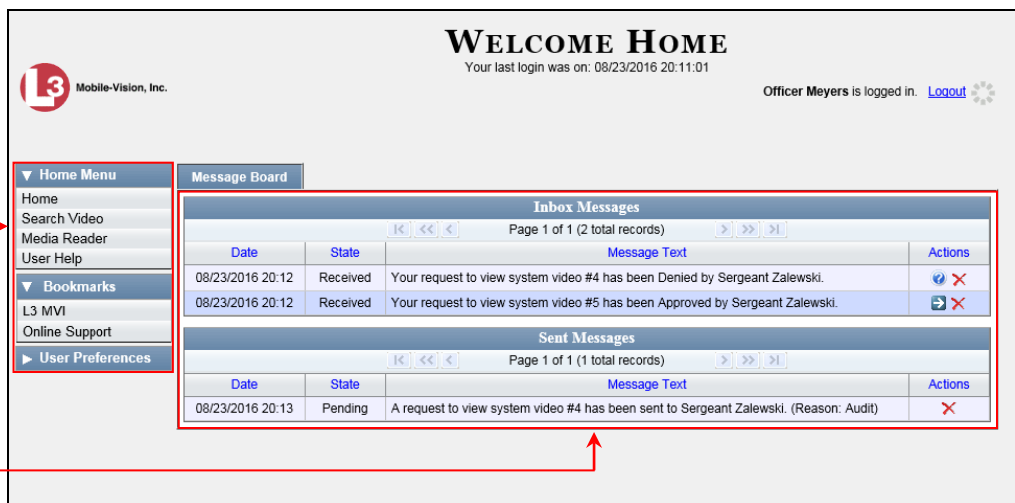 WELCOME HOME
Your last login was on: 08/23/2016 20:11:01
L3 Mobile-Vision, Inc.
Officer Meyers is logged in. Logout
▼ Home Menu
Home
Search Video
Media Reader
User Help
▼ Bookmarks
L3 MVI
Online Support
▶ User Preferences
Message Board
Inbox Messages
|< << < Page 1 of 1 (2 total records) > >> >|
Date State Message Text Actions
08/23/2016 20:12 Received Your request to view system video #4 has been Denied by Sergeant Zalewski. ?
08/23/2016 20:12 Received Your request to view system video #5 has been Approved by Sergeant Zalewski.
Sent Messages
|< << < Page 1 of 1 (1 total records) > >> >|
Date State Message Text Actions
08/23/2016 20:13 Pending A request to view system video #4 has been sent to Sergeant Zalewski. (Reason: Audit)